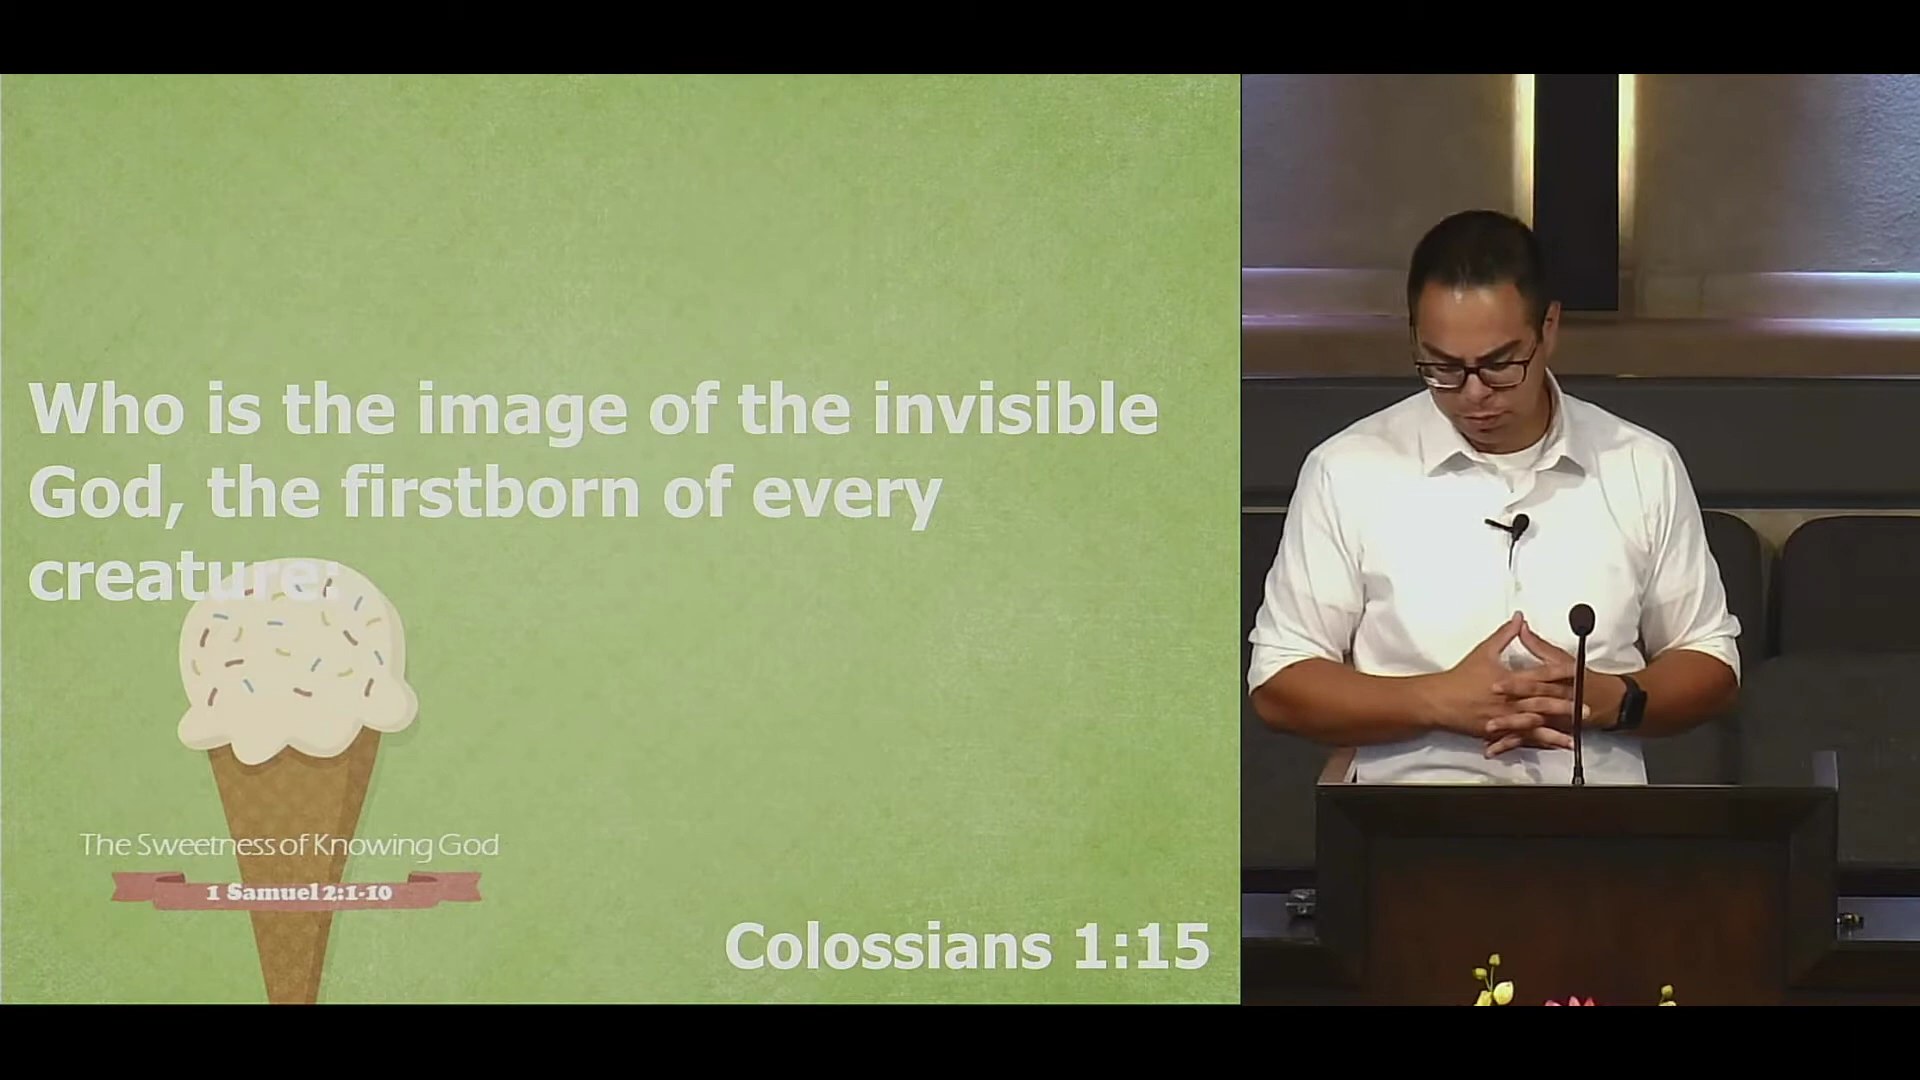 Who is the image of the invisible
God, the firstborn of every
creature:
The Sweetness of Knowing God
1 Samuel 2:1-10
Colossians 1:15